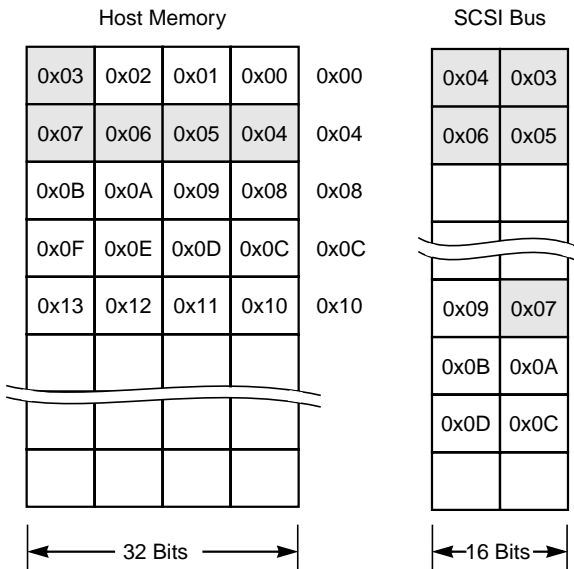 Host Memory SCSI Bus
0x03 0x02 0x01 0x00 0x00 0x04 0x03
0x07 0x06 0x05 0x04 0x04 0x06 0x05
0x0B 0x0A 0x09 0x08 0x08
0x0F 0x0E 0x0D 0x0C 0x0C
0x13 0x12 0x11 0x10 0x10 0x09 0x07
0x0B 0x0A
0x0D 0x0C
32 Bits 16 Bits